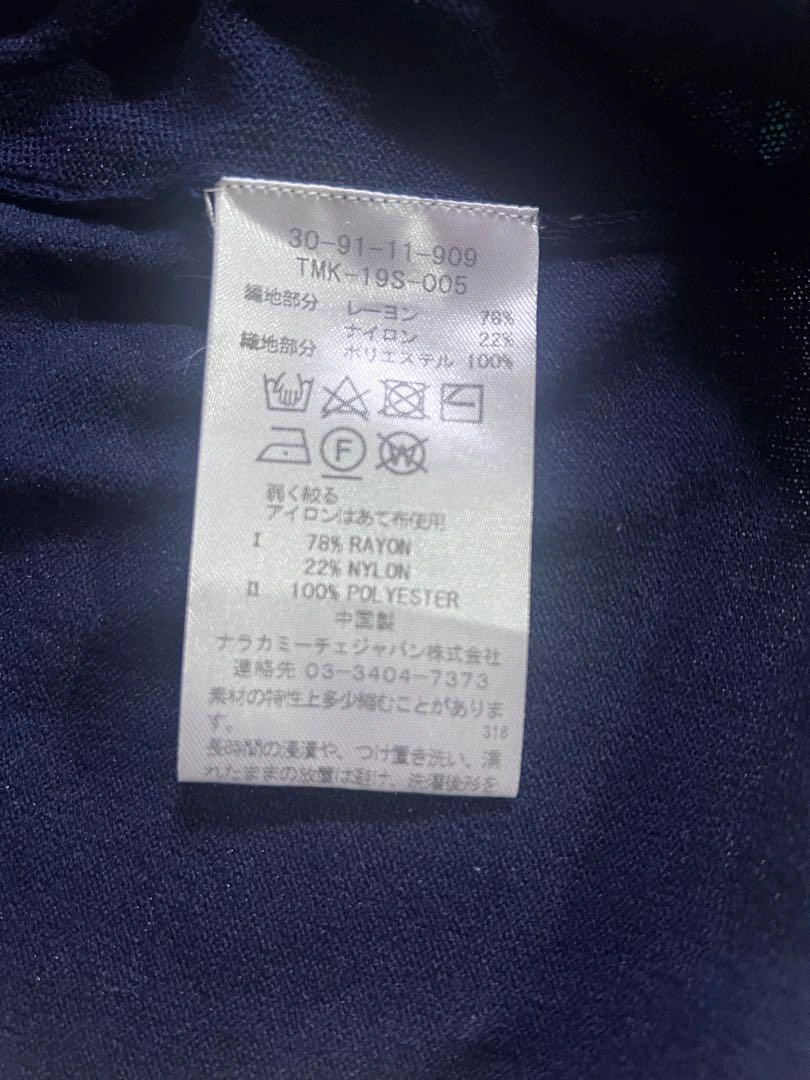 30-91-11-909
TMK-19S-005
編地部分 レーヨン 78%
ナイロン 22%
織地部分 ポリエステル 100%
F
W
弱く絞る
アイロンはあて布使用
I 78% RAYON
22% NYLON
II 100% POLYESTER
中国製
ナラカミーチェジャパン株式会社
連絡先 03-3404-7373
素材の特性上多少縮むことがありま
す。 318
長時間の浸漬や、つけ置き洗い、濡
れたままの放置は避け、洗濯後形を